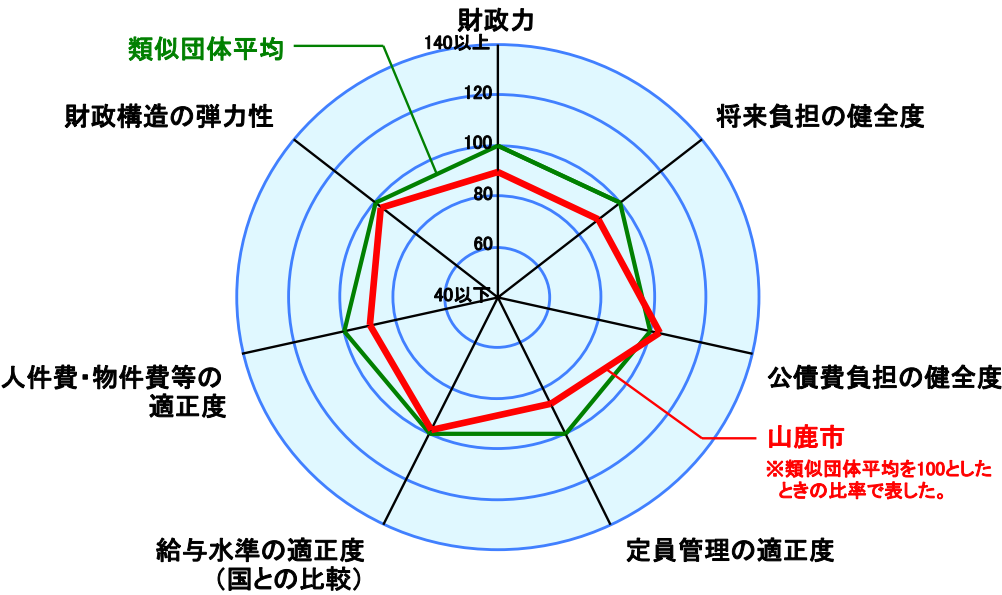 財政力
類似団体平均
140以上
120
100
80
60
40以下
財政構造の弾力性
将来負担の健全度
人件費・物件費等の
適正度
公債費負担の健全度
山鹿市
※類似団体平均を100とした
ときの比率で表した。
給与水準の適正度
（国との比較）
定員管理の適正度